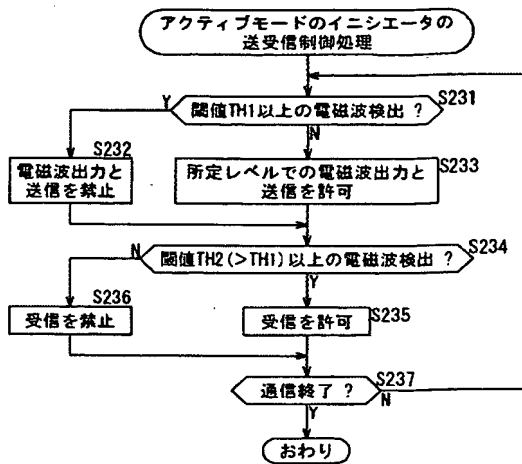 アクティブモードのイニシエータの
送受信制御処理
S231
閾値TH1以上の電磁波検出 ?
Y
N
S232
電磁波出力と
送信を禁止
S233
所定レベルでの電磁波出力と
送信を許可
S234
閾値TH2(>TH1)以上の電磁波検出 ?
N
Y
S236
受信を禁止
S235
受信を許可
S237
通信終了 ?
N
Y
おわり